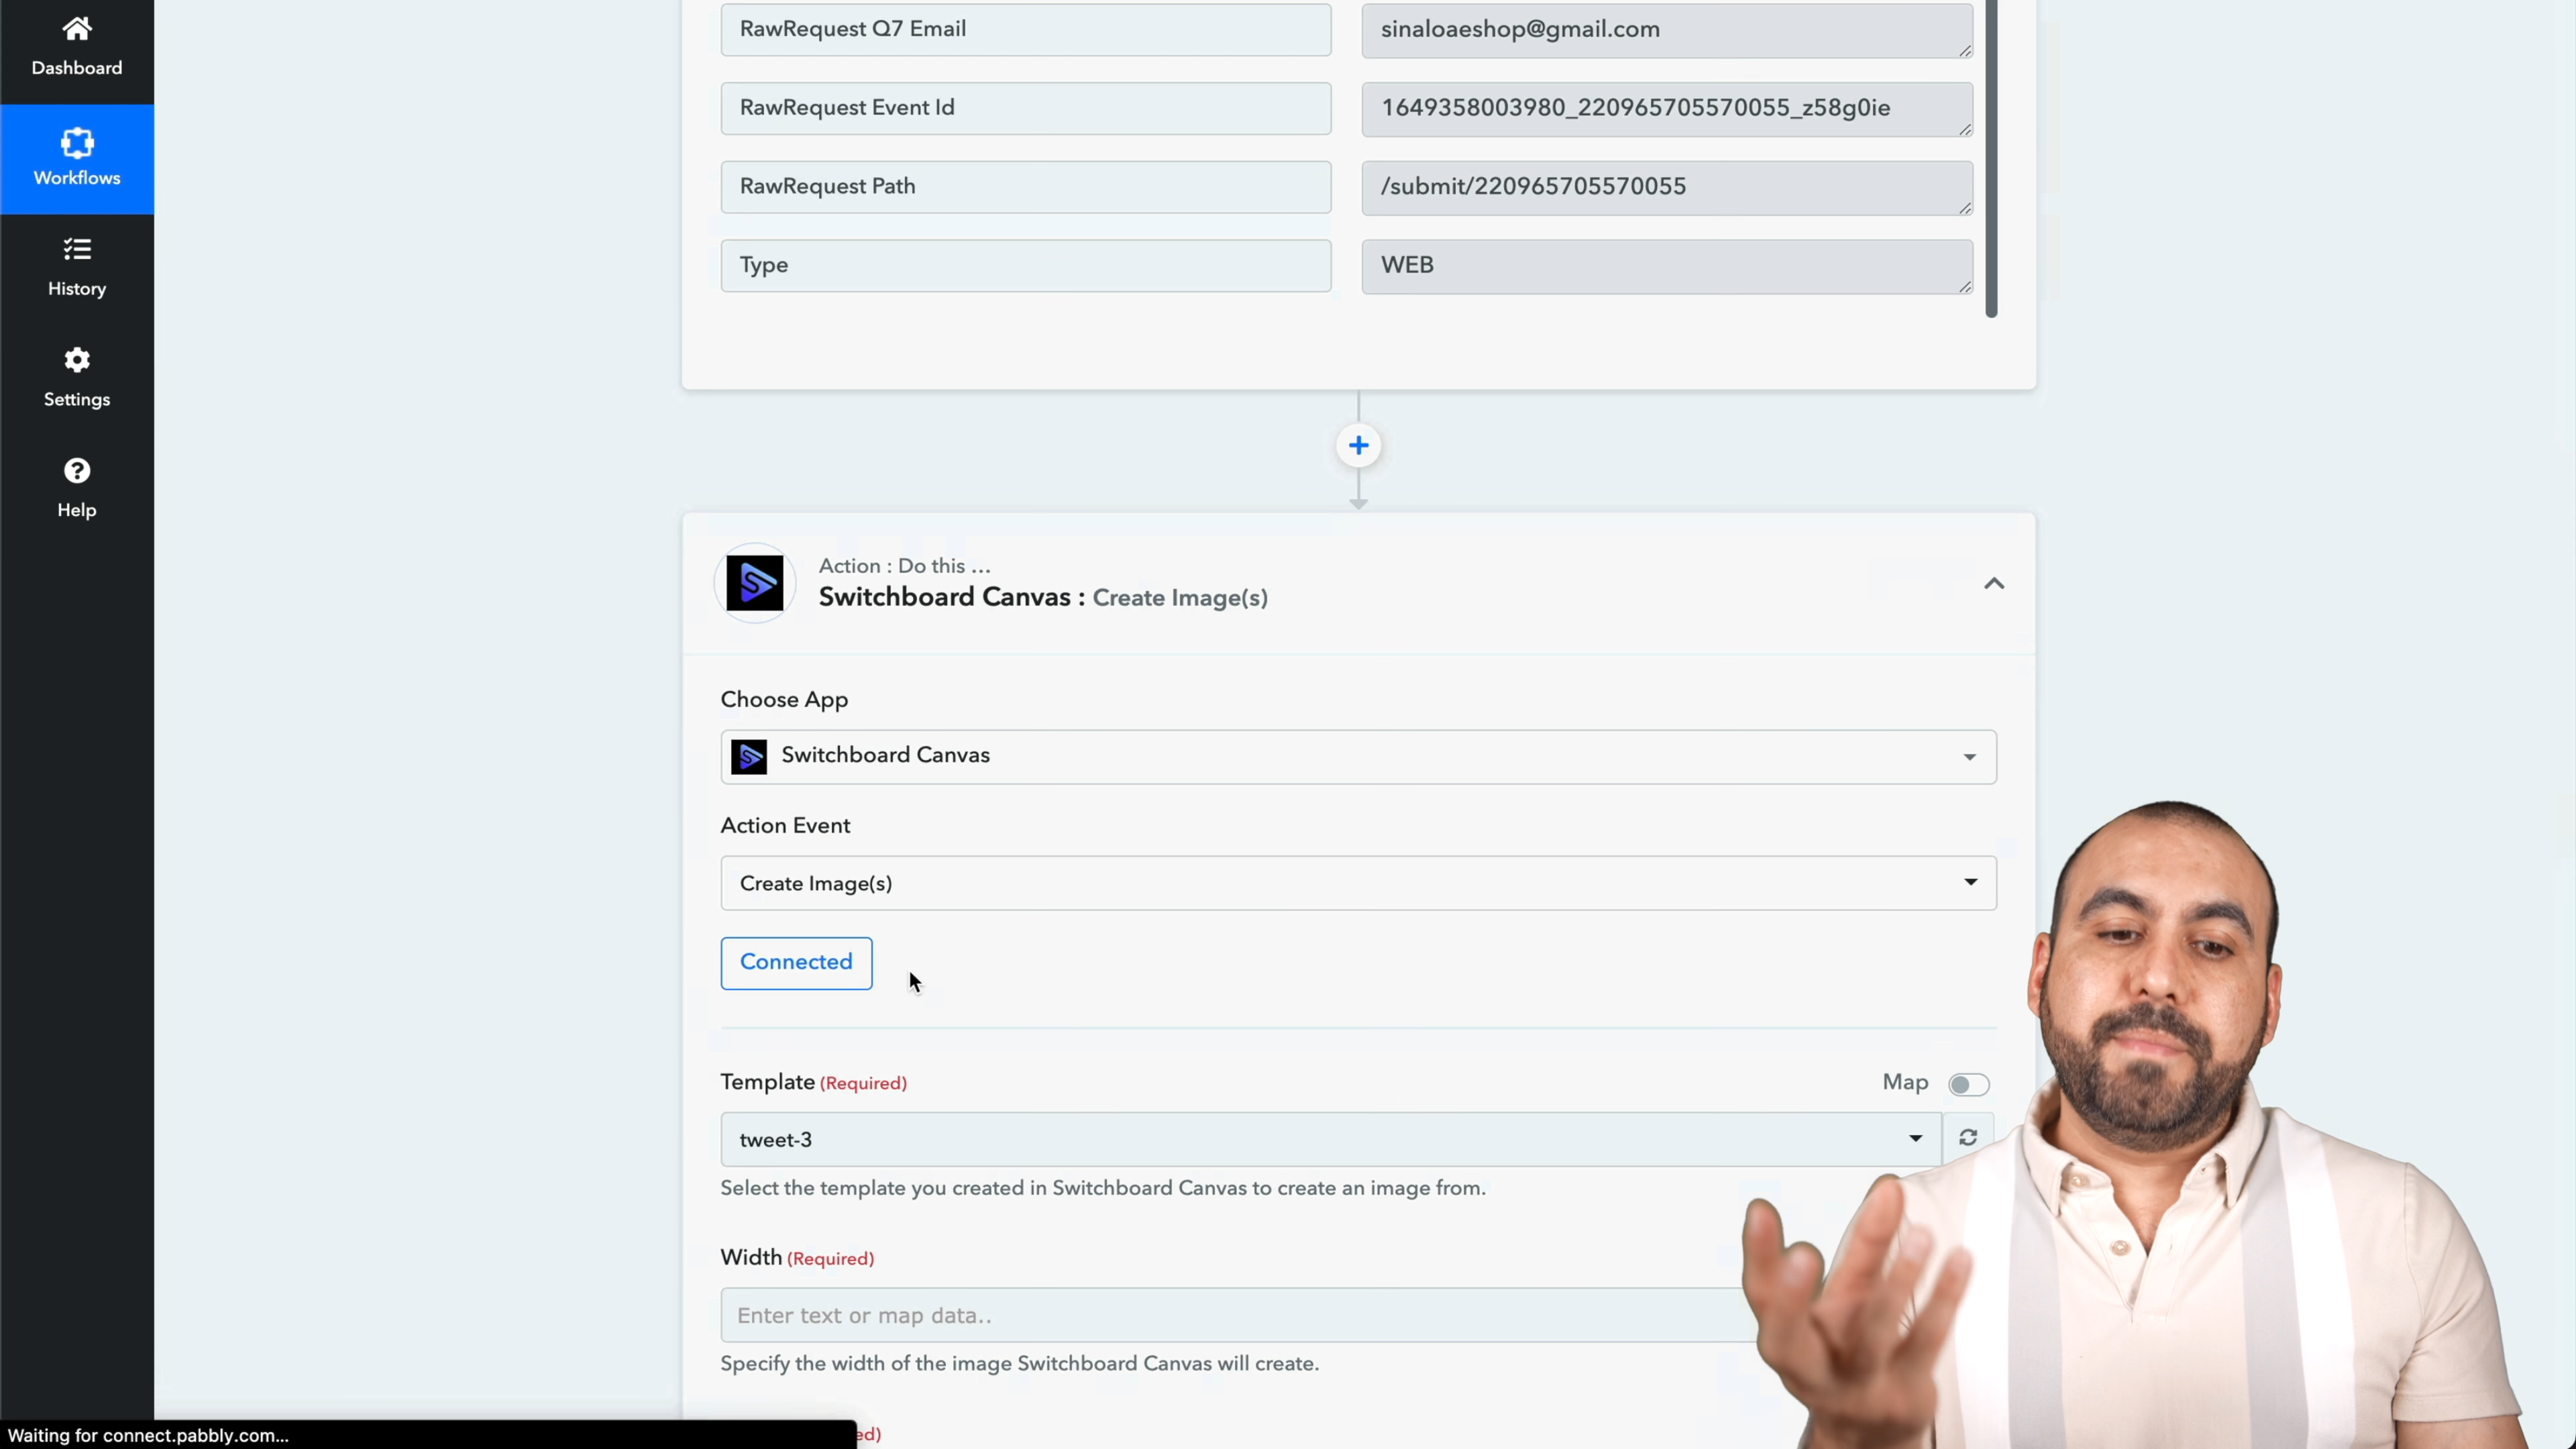 Dashboard
Workflows
History
Settings
Help
RawRequest Q7 Email
sinaloaeshop@gmail.com
RawRequest Event Id
1649358003980_220965705570055_z58g0ie
RawRequest Path
/submit/220965705570055
Type
WEB
Action : Do this ...
Switchboard Canvas : Create Image(s)
Choose App
Switchboard Canvas
Action Event
Create Image(s)
Connected
Template (Required)
Map
tweet-3
Select the template you created in Switchboard Canvas to create an image from.
Width (Required)
Enter text or map data..
Specify the width of the image Switchboard Canvas will create.
Waiting for connect.pabbly.com...